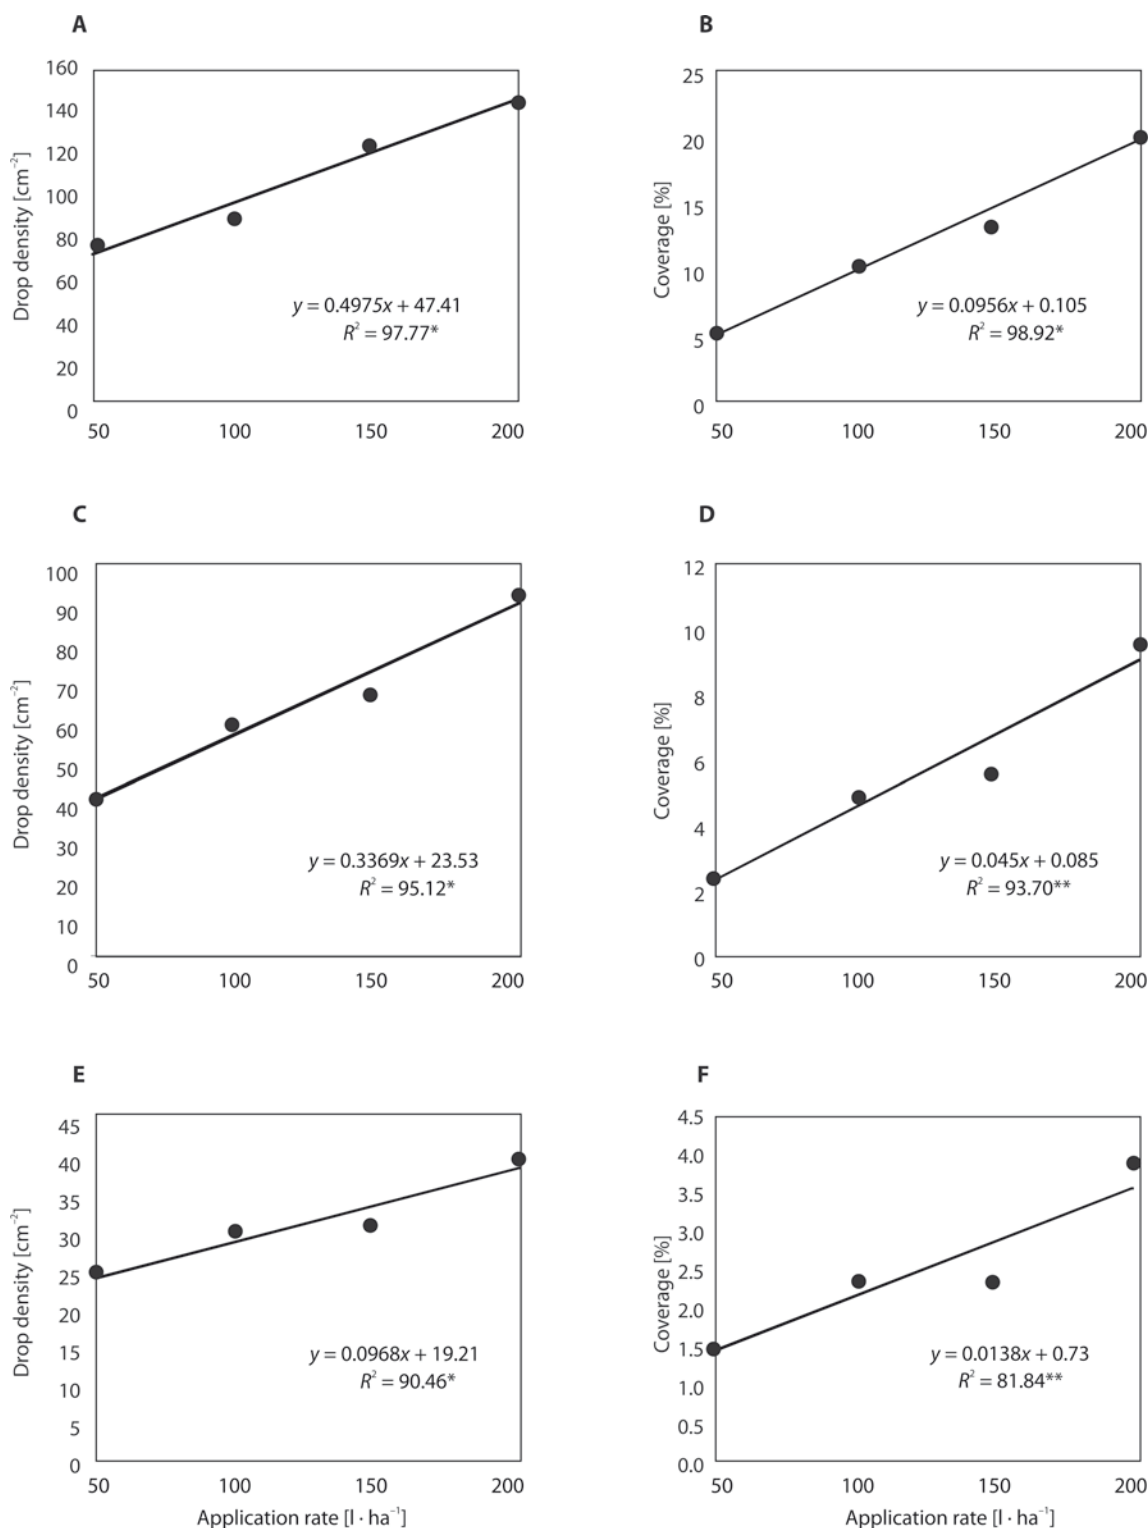 A
160
140
120
100
80
60
40
20
0
Drop density [cm⁻²]
y = 0.4975x + 47.41
R² = 97.77*
50 100 150 200
B
25
20
15
10
5
0
Coverage [%]
y = 0.0956x + 0.105
R² = 98.92*
50 100 150 200
C
100
90
80
70
60
50
40
30
20
10
0
Drop density [cm⁻²]
y = 0.3369x + 23.53
R² = 95.12*
50 100 150 200
D
12
10
8
6
4
2
0
Coverage [%]
y = 0.045x + 0.085
R² = 93.70**
50 100 150 200
E
45
40
35
30
25
20
15
10
5
0
Drop density [cm⁻²]
y = 0.0968x + 19.21
R² = 90.46*
50 100 150 200
Application rate [l · ha⁻¹]
F
4.5
4.0
3.5
3.0
2.5
2.0
1.5
1.0
0.5
0.0
Coverage [%]
y = 0.0138x + 0.73
R² = 81.84**
50 100 150 200
Application rate [l · ha⁻¹]